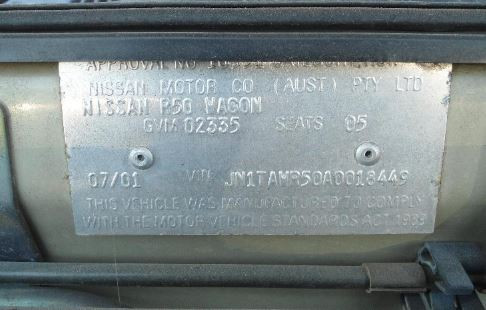 APPROVAL NO
NISSAN MOTOR CO (AUST) PTY LTD
NISSAN R50 WAGON
GVM 02335 SEATS 05
07/01 VIN JN1TAMR50A0018449
THIS VEHICLE WAS MANUFACTURED TO COMPLY
WITH THE MOTOR VEHICLE STANDARDS ACT 1989